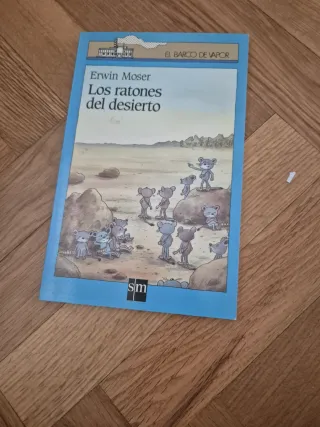 EL BARCO DE VAPOR
Erwin Moser
Los ratones
del desierto
sm